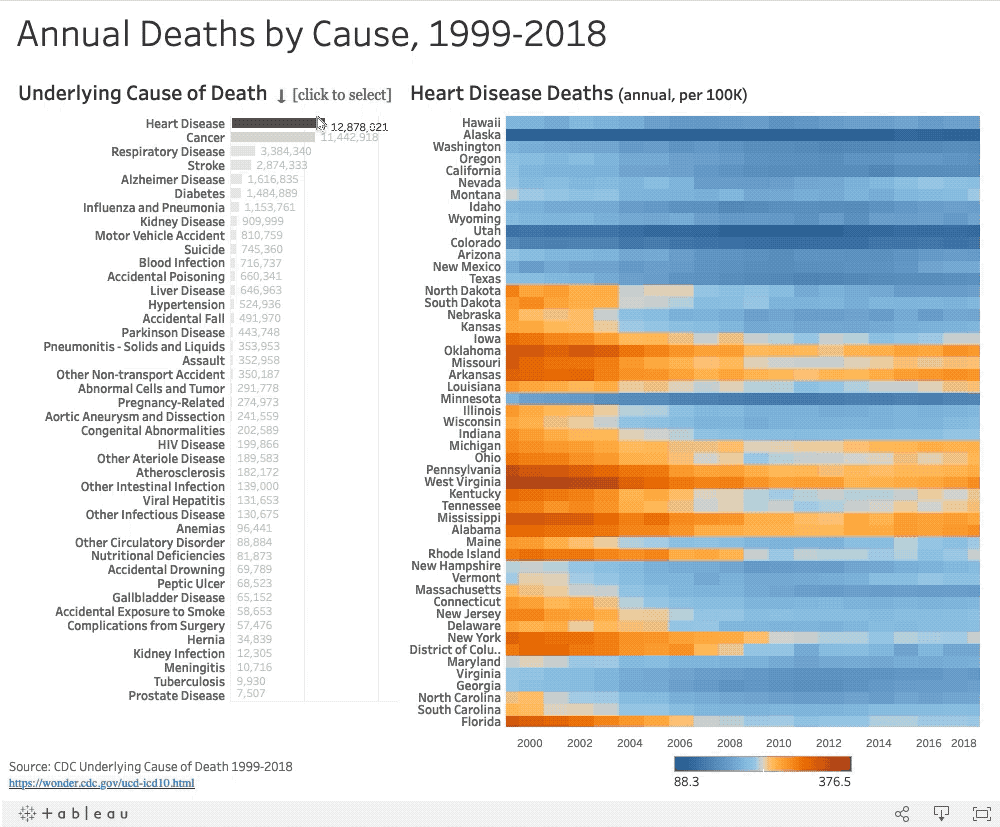 Annual Deaths by Cause, 1999-2018
Underlying Cause of Death ↓ [click to select]
Heart Disease 12,878,021
Cancer 11,442,918
Respiratory Disease 3,384,340
Stroke 2,874,333
Alzheimer Disease 1,616,835
Diabetes 1,484,889
Influenza and Pneumonia 1,153,761
Kidney Disease 909,999
Motor Vehicle Accident 810,759
Suicide 745,360
Blood Infection 716,737
Accidental Poisoning 660,341
Liver Disease 646,963
Hypertension 524,936
Accidental Fall 491,970
Parkinson Disease 443,748
Pneumonitis - Solids and Liquids 353,953
Assault 352,958
Other Non-transport Accident 350,187
Abnormal Cells and Tumor 291,778
Pregnancy-Related 274,973
Aortic Aneurysm and Dissection 241,559
Congenital Abnormalities 202,589
HIV Disease 199,866
Other Ateriole Disease 189,583
Atherosclerosis 182,172
Other Intestinal Infection 139,000
Viral Hepatitis 131,653
Other Infectious Disease 130,675
Anemias 96,441
Other Circulatory Disorder 88,884
Nutritional Deficiencies 81,873
Accidental Drowning 69,789
Peptic Ulcer 68,523
Gallbladder Disease 65,152
Accidental Exposure to Smoke 58,653
Complications from Surgery 57,476
Hernia 34,839
Kidney Infection 12,305
Meningitis 10,716
Tuberculosis 9,930
Prostate Disease 7,507
Heart Disease Deaths (annual, per 100K)
Hawaii
Alaska
Washington
Oregon
California
Nevada
Montana
Idaho
Wyoming
Utah
Colorado
Arizona
New Mexico
Texas
North Dakota
South Dakota
Nebraska
Kansas
Iowa
Oklahoma
Missouri
Arkansas
Louisiana
Minnesota
Illinois
Wisconsin
Indiana
Michigan
Ohio
Pennsylvania
West Virginia
Kentucky
Tennessee
Mississippi
Alabama
Maine
Rhode Island
New Hampshire
Vermont
Massachusetts
Connecticut
New Jersey
Delaware
New York
District of Colu..
Maryland
Virginia
Georgia
North Carolina
South Carolina
Florida
2000 2002 2004 2006 2008 2010 2012 2014 2016 2018
88.3 376.5
Source: CDC Underlying Cause of Death 1999-2018
https://wonder.cdc.gov/ucd-icd10.html
+ a b l e a u